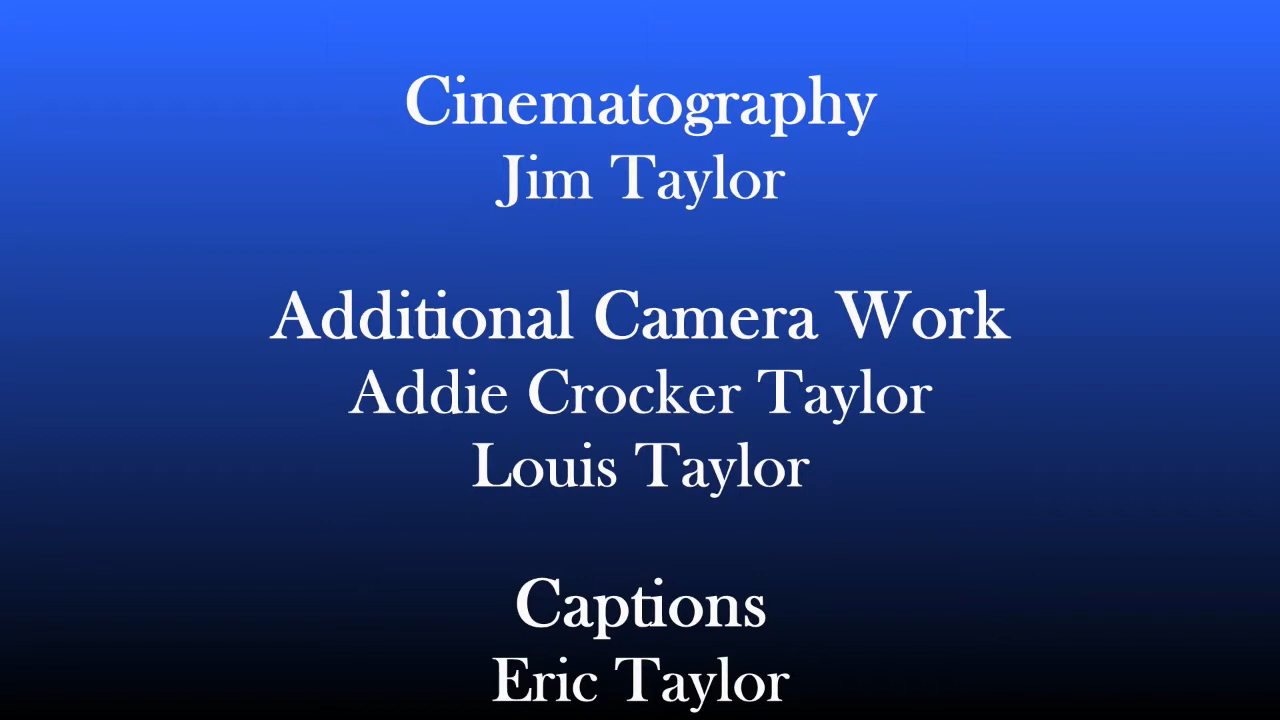 Cinematography
Jim Taylor
Additional Camera Work
Addie Crocker Taylor
Louis Taylor
Captions
Eric Taylor